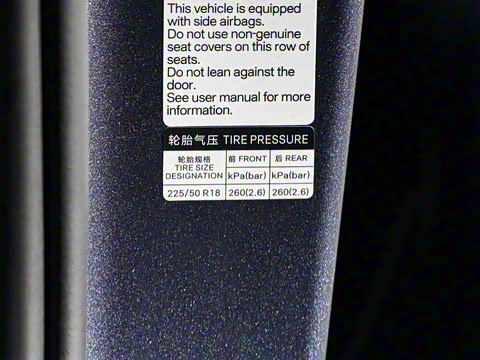 This vehicle is equipped
with side airbags.
Do not use non-genuine
seat covers on this row of
seats.
Do not lean against the
door.
See user manual for more
information.
轮胎气压 TIRE PRESSURE
轮胎规格 前 FRONT 后 REAR
TIRE SIZE
DESIGNATION kPa(bar) kPa(bar)
225/50 R18 260(2.6) 260(2.6)